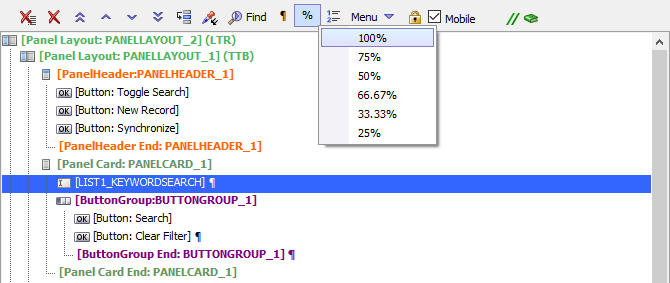 Find ¶ % Menu Mobile //
100%
75%
50%
66.67%
33.33%
25%
[Panel Layout: PANELLAYOUT_2] (LTR)
[Panel Layout: PANELLAYOUT_1] (TTB)
[PanelHeader:PANELHEADER_1]
OK [Button: Toggle Search]
OK [Button: New Record]
OK [Button: Synchronize]
[PanelHeader End: PANELHEADER_1]
[Panel Card: PANELCARD_1]
[LIST1_KEYWORDSEARCH] ¶
[ButtonGroup:BUTTONGROUP_1]
OK [Button: Search]
OK [Button: Clear Filter] ¶
[ButtonGroup End: BUTTONGROUP_1] ¶
[Panel Card End: PANELCARD_1]